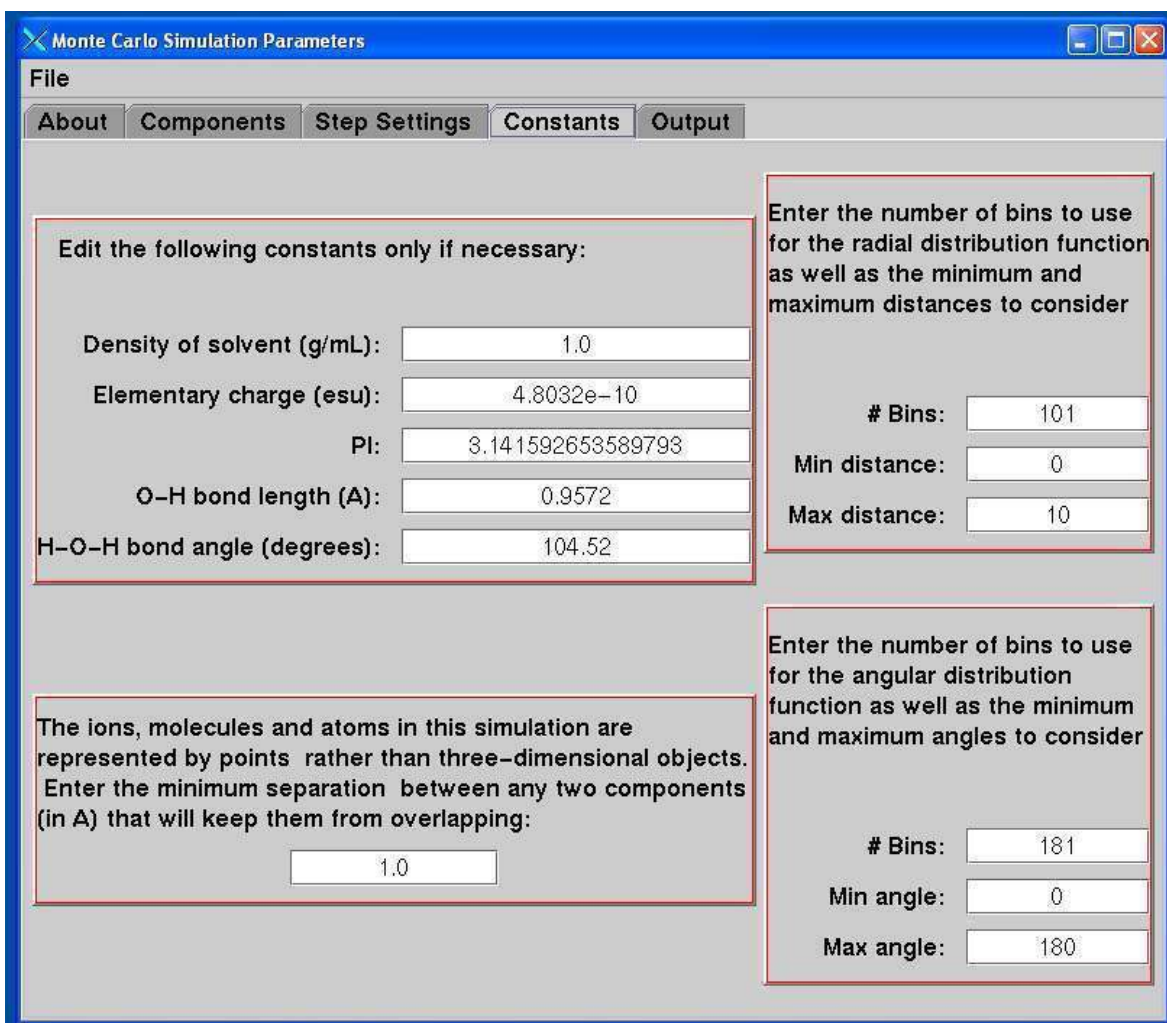 Monte Carlo Simulation Parameters
File
About Components Step Settings Constants Output
Edit the following constants only if necessary:
Density of solvent (g/mL): 1.0
Elementary charge (esu): 4.8032e-10
PI: 3.141592653589793
O-H bond length (A): 0.9572
H-O-H bond angle (degrees): 104.52
The ions, molecules and atoms in this simulation are
represented by points rather than three-dimensional objects.
Enter the minimum separation between any two components
(in A) that will keep them from overlapping:
1.0
Enter the number of bins to use
for the radial distribution function
as well as the minimum and
maximum distances to consider
# Bins: 101
Min distance: 0
Max distance: 10
Enter the number of bins to use
for the angular distribution
function as well as the minimum
and maximum angles to consider
# Bins: 181
Min angle: 0
Max angle: 180